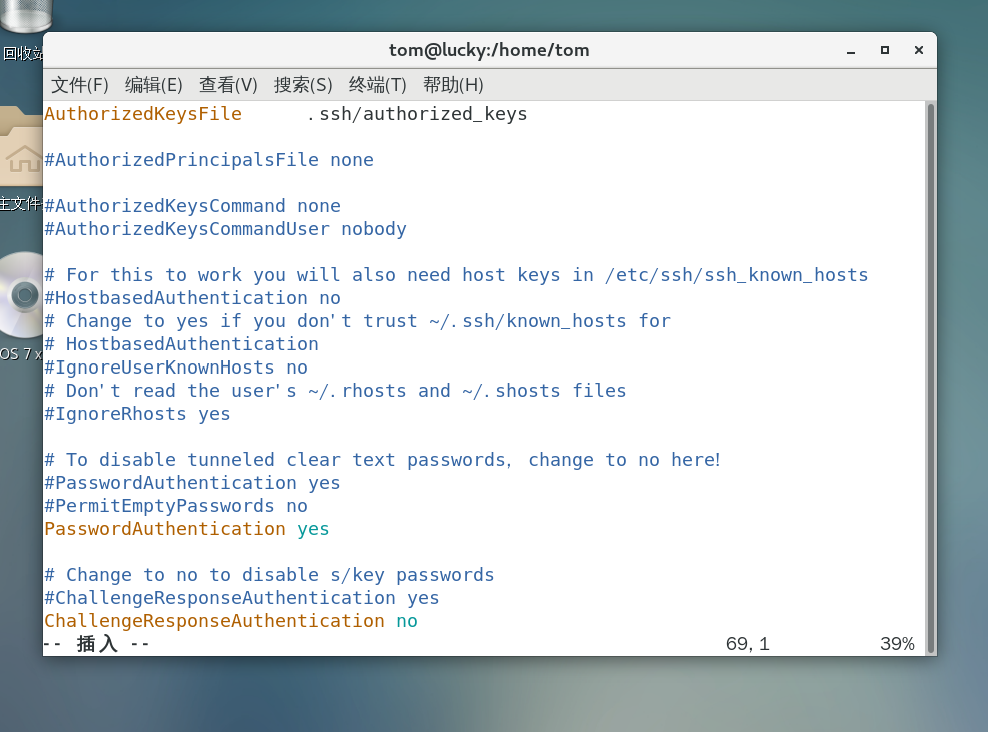 回收站
tom@lucky:/home/tom
文件(F) 编辑(E) 查看(V) 搜索(S) 终端(T) 帮助(H)
AuthorizedKeysFile .ssh/authorized_keys
#AuthorizedPrincipalsFile none
#AuthorizedKeysCommand none
#AuthorizedKeysCommandUser nobody
主文件
# For this to work you will also need host keys in /etc/ssh/ssh_known_hosts
#HostbasedAuthentication no
# Change to yes if you don't trust ~/.ssh/known_hosts for
# HostbasedAuthentication
OS 7 x
#IgnoreUserKnownHosts no
# Don't read the user's ~/.rhosts and ~/.shosts files
#IgnoreRhosts yes
# To disable tunneled clear text passwords, change to no here!
#PasswordAuthentication yes
#PermitEmptyPasswords no
PasswordAuthentication yes
# Change to no to disable s/key passwords
#ChallengeResponseAuthentication yes
ChallengeResponseAuthentication no
-- 插入 -- 69,1 39%